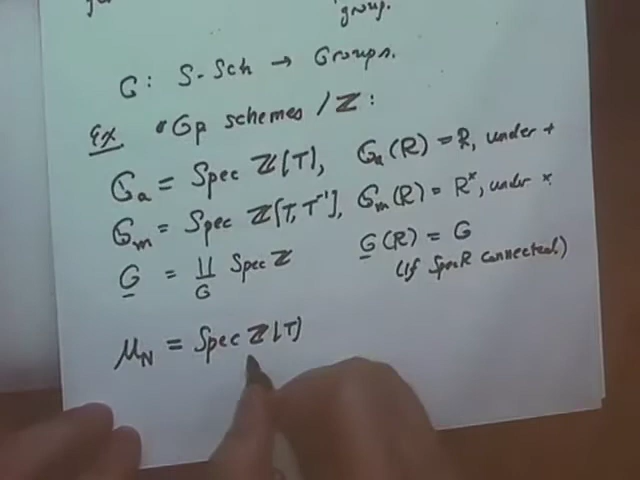 group.
G: S-Sch → Groups.
Ex. • Gp schemes /ℤ:
𝔾a = Spec ℤ[T], 𝔾a(R) = R, under +
𝔾m = Spec ℤ[T, T⁻¹], 𝔾m(R) = Rˣ, under ×
G̲ = ∐_G Spec ℤ G̲(R) = G
(if Spec R connected)
μN = Spec ℤ[T]